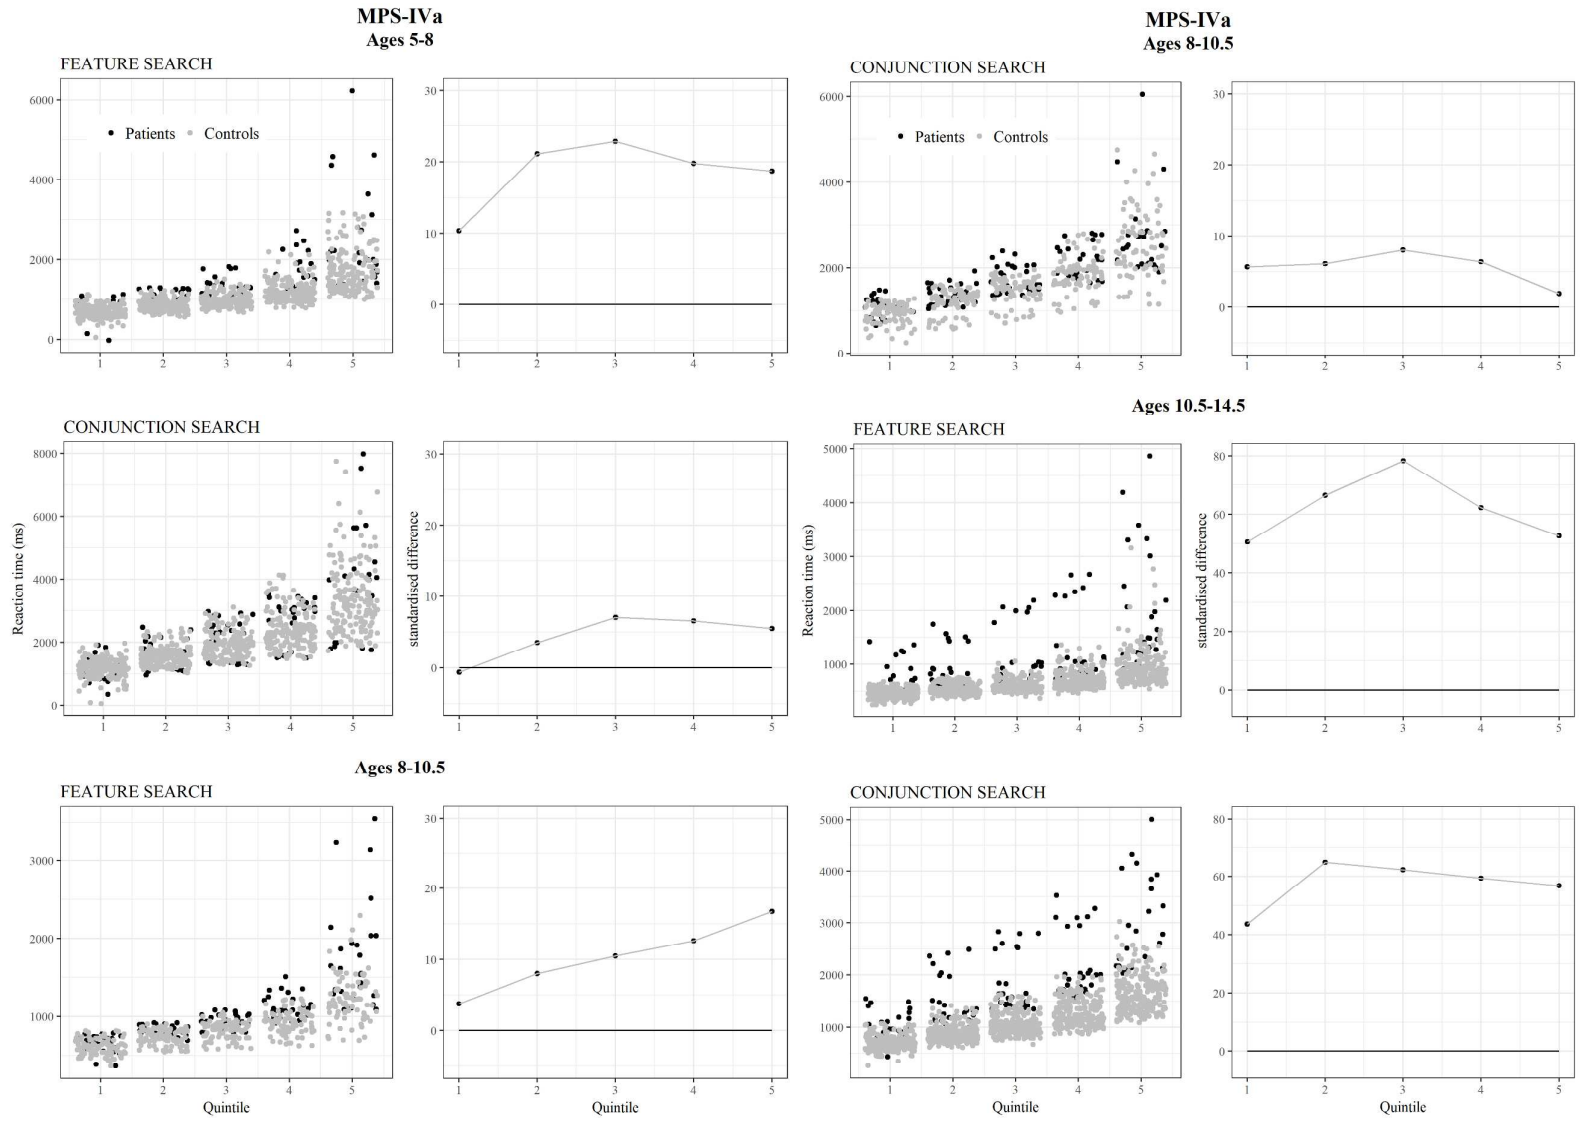 MPS-IVa
Ages 5-8
FEATURE SEARCH
6000
4000
2000
0
Patients Controls
1 2 3 4 5
30
20
10
0
1 2 3 4 5
CONJUNCTION SEARCH
Reaction time (ms)
8000
6000
4000
2000
0
1 2 3 4 5
standardised difference
30
20
10
0
1 2 3 4 5
Ages 8-10.5
FEATURE SEARCH
3000
2000
1000
1 2 3 4 5
Quintile
30
20
10
0
1 2 3 4 5
Quintile
MPS-IVa
Ages 8-10.5
CONJUNCTION SEARCH
6000
4000
2000
0
Patients Controls
1 2 3 4 5
30
20
10
0
1 2 3 4 5
Ages 10.5-14.5
FEATURE SEARCH
Reaction time (ms)
5000
4000
3000
2000
1000
1 2 3 4 5
standardised difference
80
60
40
20
0
1 2 3 4 5
CONJUNCTION SEARCH
5000
4000
3000
2000
1000
1 2 3 4 5
Quintile
80
60
40
20
0
1 2 3 4 5
Quintile